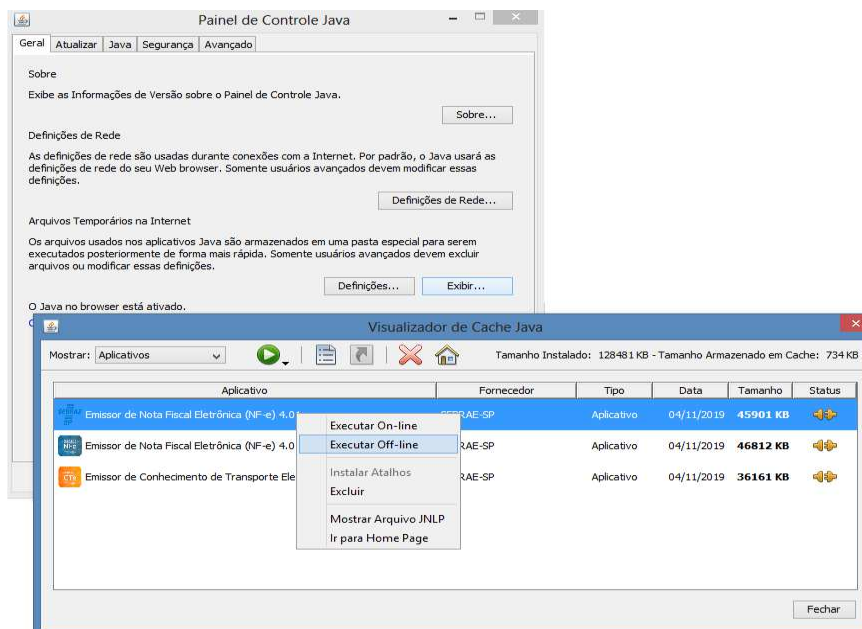 Painel de Controle Java
Geral Atualizar Java Segurança Avançado
Sobre
Exibe as Informações de Versão sobre o Painel de Controle Java.
Sobre...
Definições de Rede
As definições de rede são usadas durante conexões com a Internet. Por padrão, o Java usará as
definições de rede do seu Web browser. Somente usuários avançados devem modificar essas
definições.
Definições de Rede...
Arquivos Temporários na Internet
Os arquivos usados nos aplicativos Java são armazenados em uma pasta especial para serem
executados posteriormente de forma mais rápida. Somente usuários avançados devem excluir
arquivos ou modificar essas definições.
Definições... Exibir...
O Java no browser está ativado.
Visualizador de Cache Java
Mostrar: Aplicativos Tamanho Instalado: 128481 KB - Tamanho Armazenado em Cache: 734 KB
Aplicativo Fornecedor Tipo Data Tamanho Status
Emissor de Nota Fiscal Eletrônica (NF-e) 4.01 SEBRAE-SP Aplicativo 04/11/2019 45901 KB
Emissor de Nota Fiscal Eletrônica (NF-e) 4.0 RAE-SP Aplicativo 04/11/2019 46812 KB
Emissor de Conhecimento de Transporte Ele RAE-SP Aplicativo 04/11/2019 36161 KB
Executar On-line
Executar Off-line
Instalar Atalhos
Excluir
Mostrar Arquivo JNLP
Ir para Home Page
Fechar